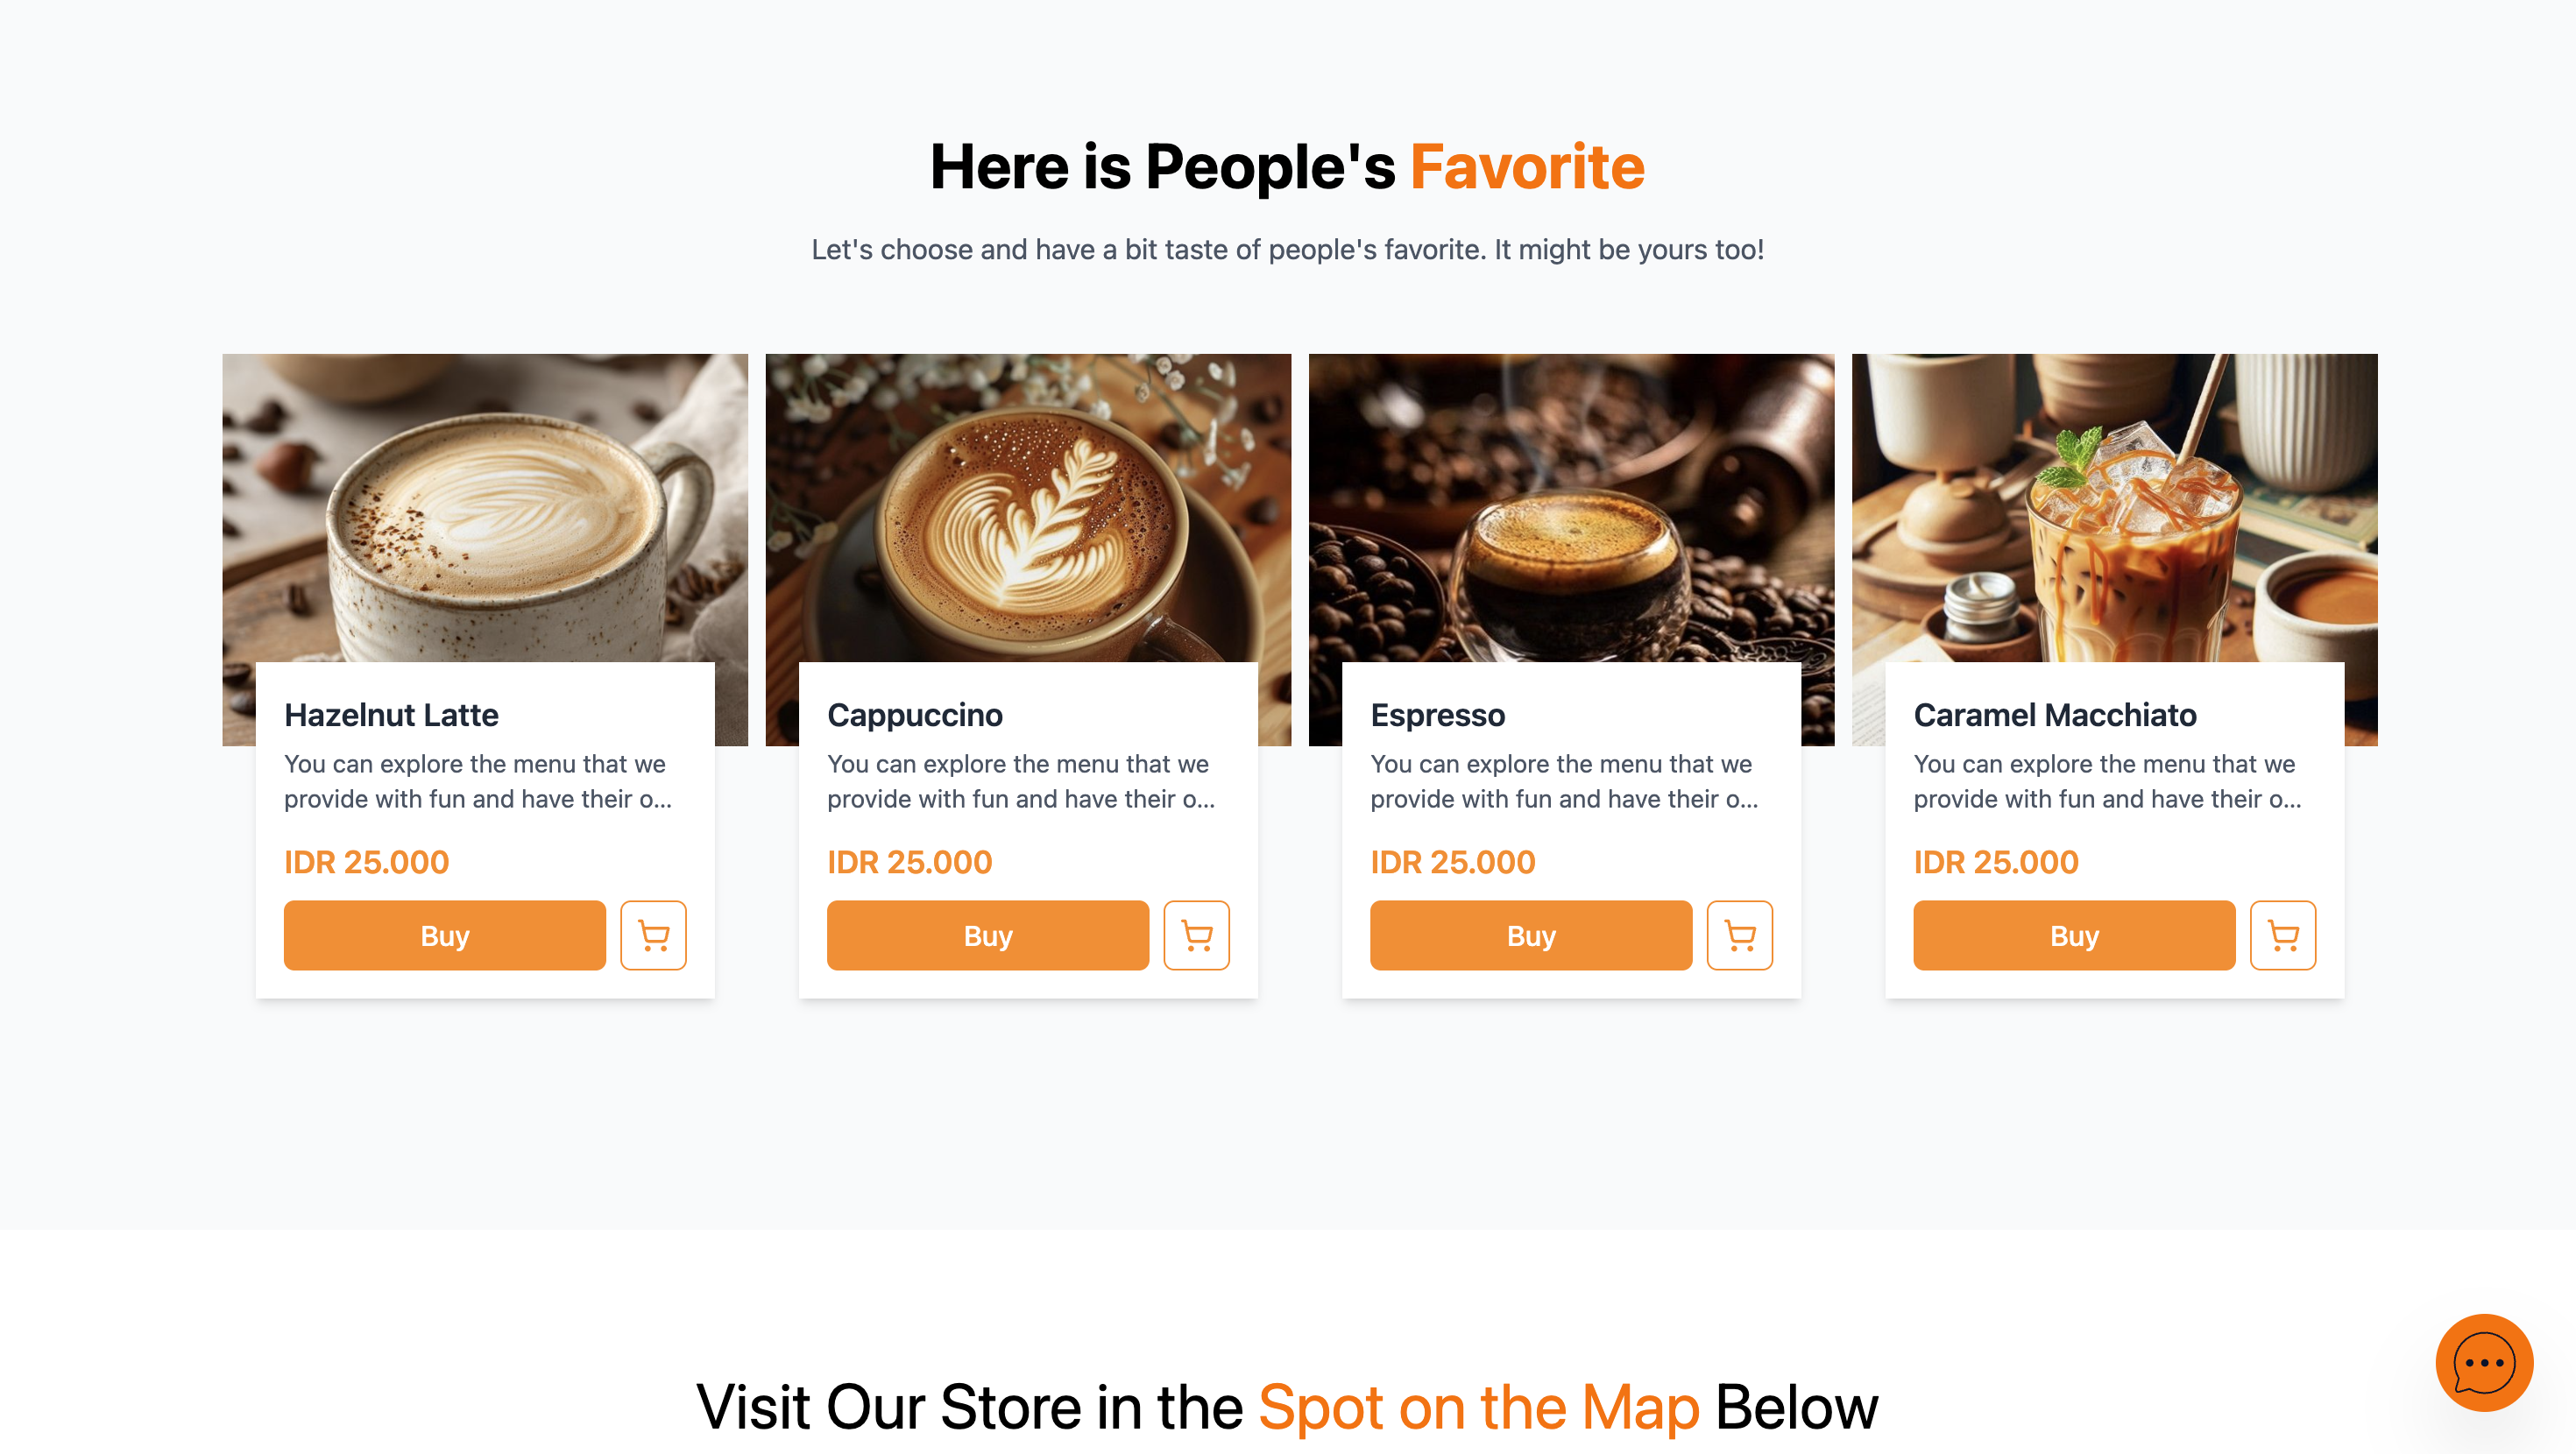 Here is People's Favorite
Let's choose and have a bit taste of people's favorite. It might be yours too!
Hazelnut Latte
You can explore the menu that we
provide with fun and have their o...
IDR 25.000
Buy
Cappuccino
You can explore the menu that we
provide with fun and have their o...
IDR 25.000
Buy
Espresso
You can explore the menu that we
provide with fun and have their o...
IDR 25.000
Buy
Caramel Macchiato
You can explore the menu that we
provide with fun and have their o...
IDR 25.000
Buy
Visit Our Store in the Spot on the Map Below